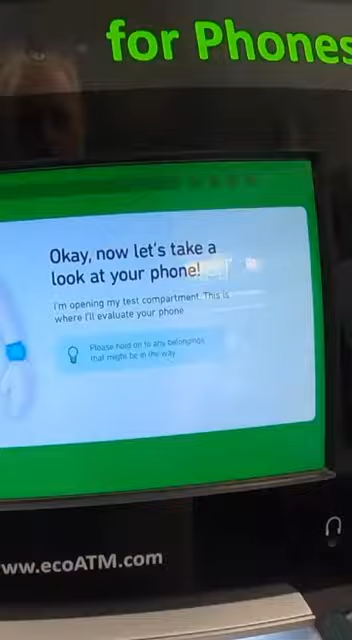 for Phones
Okay, now let's take a
look at your phone!
I'm opening my test compartment. This is
where I'll evaluate your phone
Please hold on to any belongings
that might be in the way
ww.ecoATM.com